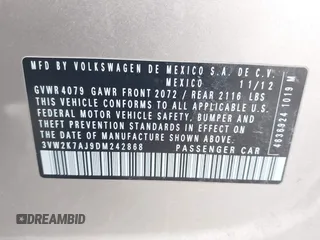 MFD BY VOLKSWAGEN DE MEXICO S.A. DE C.V.
MEXICO 11/12
GVWR 4079 GAWR FRONT 2072 / REAR 2116 LBS
THIS VEHICLE CONFORMS TO ALL APPLICABLE U.S.
FEDERAL MOTOR VEHICLE SAFETY, BUMPER, AND
THEFT PREVENTION STANDARDS IN EFFECT ON THE
DATE OF MANUFACTURE SHOWN ABOVE
3VW2K7AJ9DM242868 PASSENGER CAR
4636924 1019 M
DREAMBID